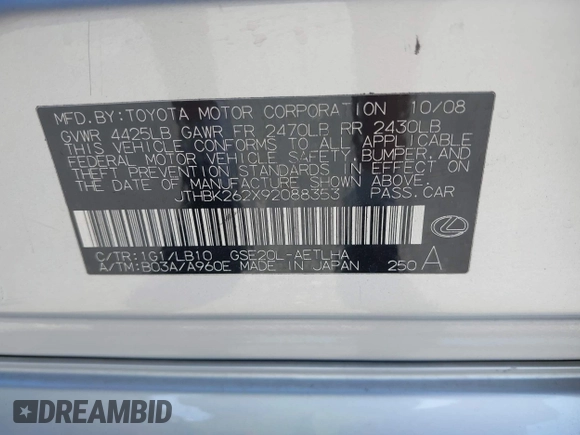 MFD.BY:TOYOTA MOTOR CORPORATION 10/08
GVWR 4425LB GAWR FR 2470LB RR 2430LB
THIS VEHICLE CONFORMS TO ALL APPLICABLE
FEDERAL MOTOR VEHICLE SAFETY,BUMPER,AND
THEFT PREVENTION STANDARDS IN EFFECT ON
THE DATE OF MANUFACTURE SHOWN ABOVE.
JTHBK262X92088353 PASS.CAR
C/TR:1G1/LB10 GSE20L-AETLHA
A/TM:B03A/A960E MADE IN JAPAN 250 A
DREAMBID